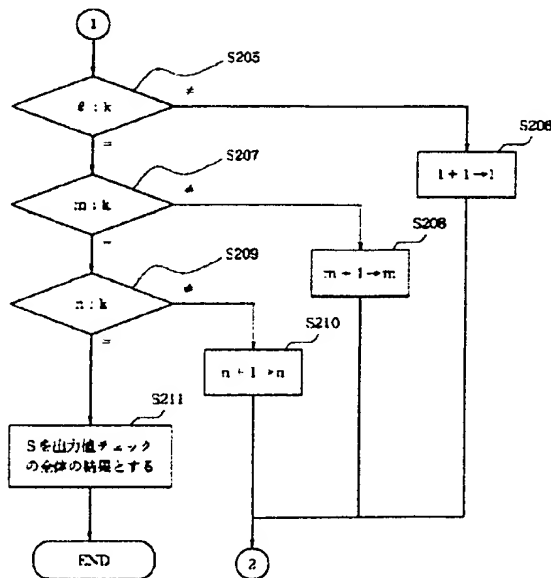 1
S205
ℓ : k
≠
=
S206
1 + 1→1
S207
m : k
≠
=
S208
m + 1→m
S209
n : k
≠
=
S210
n + 1→n
S211
Sを出力値チェック
の全体の結果とする
END
2